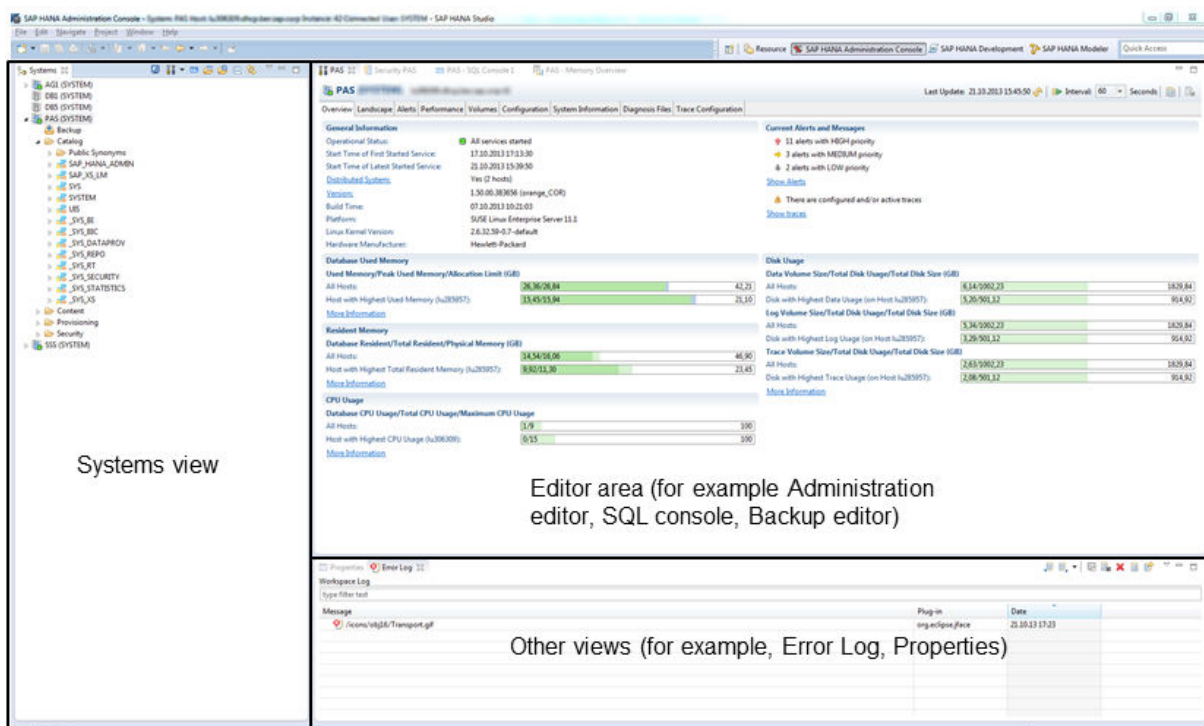 SAP HANA Administration Console - System: PAS Host: Instance: 42 Connected User: SYSTEM - SAP HANA Studio
File Edit Navigate Project Window Help
Resource SAP HANA Administration Console SAP HANA Development SAP HANA Modeler Quick Access
Systems
AG1 (SYSTEM)
DB1 (SYSTEM)
DB5 (SYSTEM)
PAS (SYSTEM)
Backup
Catalog
Public Synonyms
SAP_HANA_ADMIN
SAP_XS_LM
SYS
SYSTEM
UIS
_SYS_BI
_SYS_BIC
_SYS_DATAPROV
_SYS_REPO
_SYS_RT
_SYS_SECURITY
_SYS_STATISTICS
_SYS_XS
Content
Provisioning
Security
SSS (SYSTEM)
Systems view
PAS Security PAS PAS - SQL Console 1 PAS - Memory Overview
PAS
Last Update: 21.10.2013 15:45:50 Interval: 60 Seconds
Overview Landscape Alerts Performance Volumes Configuration System Information Diagnosis Files Trace Configuration
General Information
Operational Status: All services started
Start Time of First Started Service: 17.10.2013 17:13:30
Start Time of Latest Started Service: 21.10.2013 15:39:50
Distributed System: Yes (2 hosts)
Version: 1.50.00.383656 (orange_COR)
Build Time: 07.10.2013 10:21:03
Platform: SUSE Linux Enterprise Server 11.1
Linux Kernel Version: 2.6.32.59-0.7-default
Hardware Manufacturer: Hewlett-Packard
Current Alerts and Messages
11 alerts with HIGH priority
3 alerts with MEDIUM priority
2 alerts with LOW priority
Show Alerts
There are configured and/or active traces
Show traces
Database Used Memory
Used Memory/Peak Used Memory/Allocation Limit (GB)
All Hosts: 26,36/26,84 42,21
Host with Highest Used Memory (lu285957): 15,45/15,94 21,10
More Information
Resident Memory
Database Resident/Total Resident/Physical Memory (GB)
All Hosts: 14,54/16,06 46,90
Host with Highest Total Resident Memory (lu285957): 9,92/11,30 23,45
More Information
CPU Usage
Database CPU Usage/Total CPU Usage/Maximum CPU Usage
All Hosts: 1/9 100
Host with Highest CPU Usage (lu306309): 0/15 100
More Information
Disk Usage
Data Volume Size/Total Disk Usage/Total Disk Size (GB)
All Hosts: 6,14/1002,23 1829,84
Disk with Highest Data Usage (on Host lu285957): 5,20/501,12 914,92
Log Volume Size/Total Disk Usage/Total Disk Size (GB)
All Hosts: 5,34/1002,23 1829,84
Disk with Highest Log Usage (on Host lu285957): 3,29/501,12 914,92
Trace Volume Size/Total Disk Usage/Total Disk Size (GB)
All Hosts: 2,63/1002,23 1829,84
Disk with Highest Trace Usage (on Host lu285957): 2,08/501,12 914,92
More Information
Editor area (for example Administration
editor, SQL console, Backup editor)
Properties Error Log
Workspace Log
type filter text
Message Plug-in Date
/icons/obj16/Transport.gif org.eclipse.jface 21.10.13 17:23
Other views (for example, Error Log, Properties)